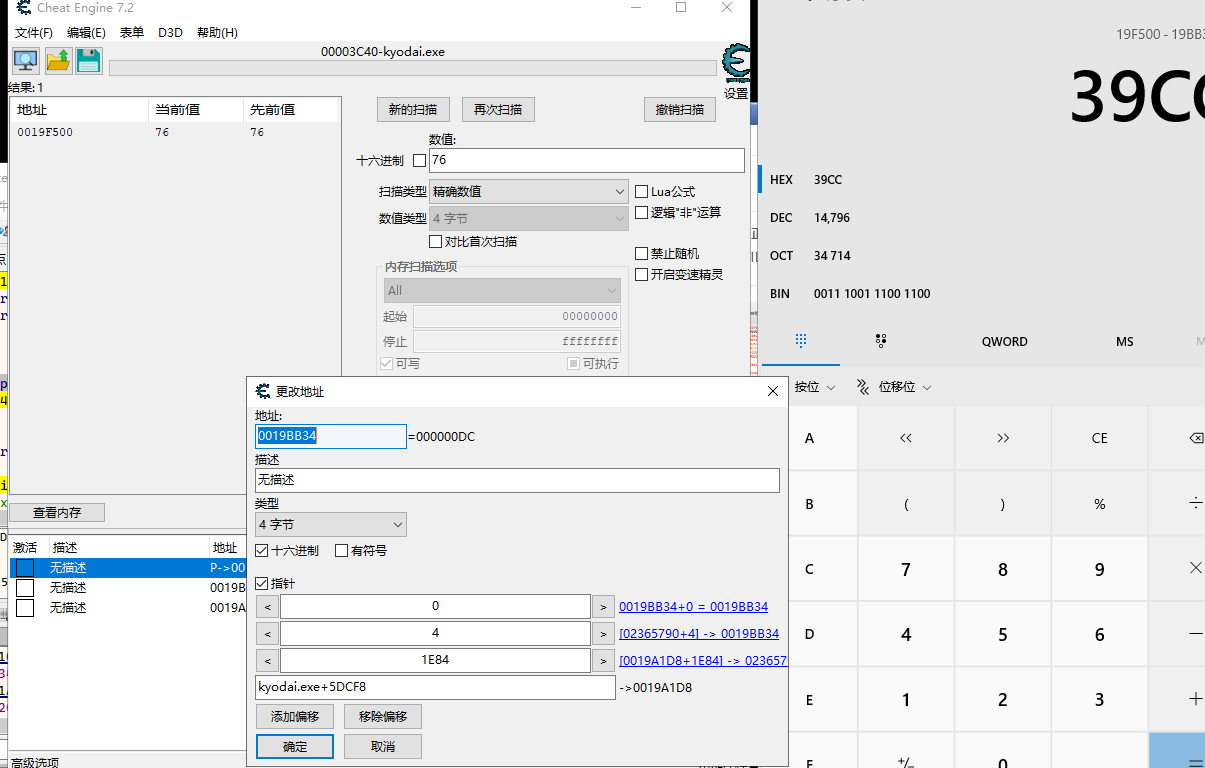 Cheat Engine 7.2
文件(F) 编辑(E) 表单 D3D 帮助(H)
00003C40-kyodai.exe
设置
结果: 1
地址 当前值 先前值
0019F500 76 76
新的扫描 再次扫描 撤销扫描
数值:
十六进制 76
扫描类型 精确数值 Lua公式
数值类型 4 字节 逻辑"非"运算
对比首次扫描
禁止随机
开启变速精灵
内存扫描选项
All
起始 00000000
停止 ffffffff
可写 可执行
查看内存
激活 描述 地址
无描述 P->00
无描述 0019B
无描述 0019A
高级选项
更改地址
地址:
0019BB34 =000000DC
描述
无描述
类型
4 字节
十六进制 有符号
指针
< 0 > 0019BB34+0 = 0019BB34
< 4 > [02365790+4] -> 0019BB34
< 1E84 > [0019A1D8+1E84] -> 023657
kyodai.exe+5DCF8 ->0019A1D8
添加偏移 移除偏移
确定 取消
19F500 - 19BB3
39CC
HEX 39CC
DEC 14,796
OCT 34 714
BIN 0011 1001 1100 1100
QWORD MS
按位 位移位
A << >> CE
B ( ) % ÷
C 7 8 9 ×
D 4 5 6 −
E 1 2 3 +
F +/− 0 =